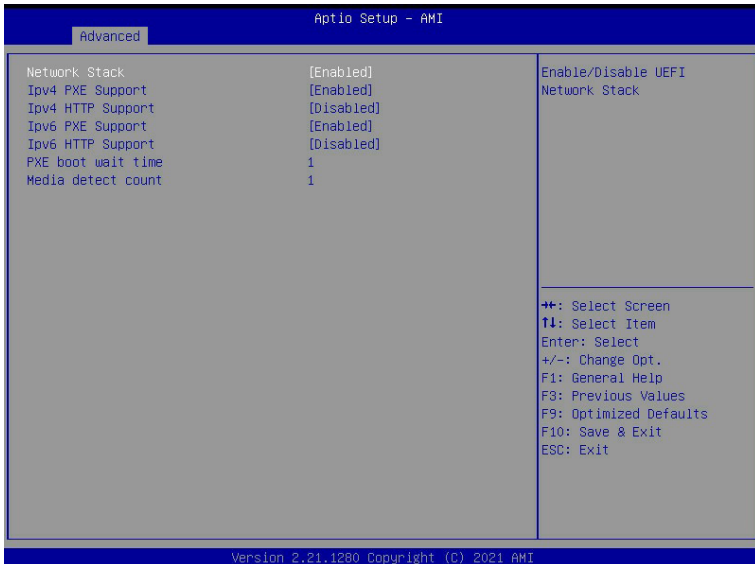 Aptio Setup – AMI
Advanced
Network Stack [Enabled]
Ipv4 PXE Support [Enabled]
Ipv4 HTTP Support [Disabled]
Ipv6 PXE Support [Enabled]
Ipv6 HTTP Support [Disabled]
PXE boot wait time 1
Media detect count 1
Enable/Disable UEFI
Network Stack
→←: Select Screen
↑↓: Select Item
Enter: Select
+/-: Change Opt.
F1: General Help
F3: Previous Values
F9: Optimized Defaults
F10: Save & Exit
ESC: Exit
Version 2.21.1280 Copyright (C) 2021 AMI